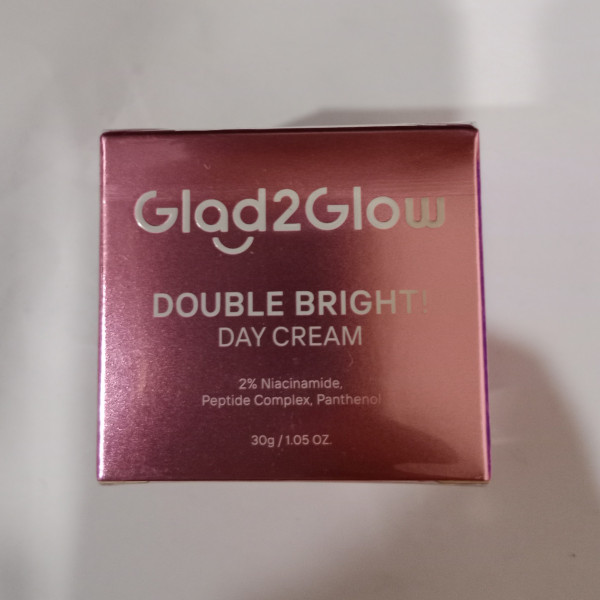 Glad2Glow
DOUBLE BRIGHT!
DAY CREAM
2% Niacinamide,
Peptide Complex, Panthenol
30g / 1.05 OZ.